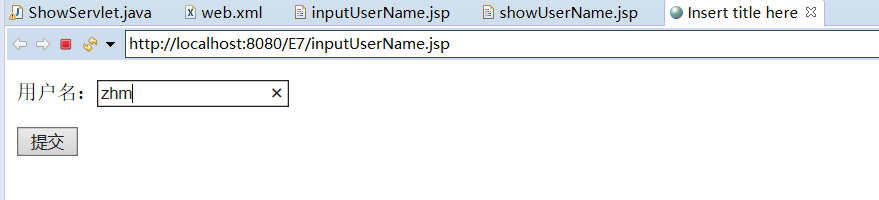 ShowServlet.java web.xml inputUserName.jsp showUserName.jsp Insert title here
http://localhost:8080/E7/inputUserName.jsp
用户名：zhm
提交